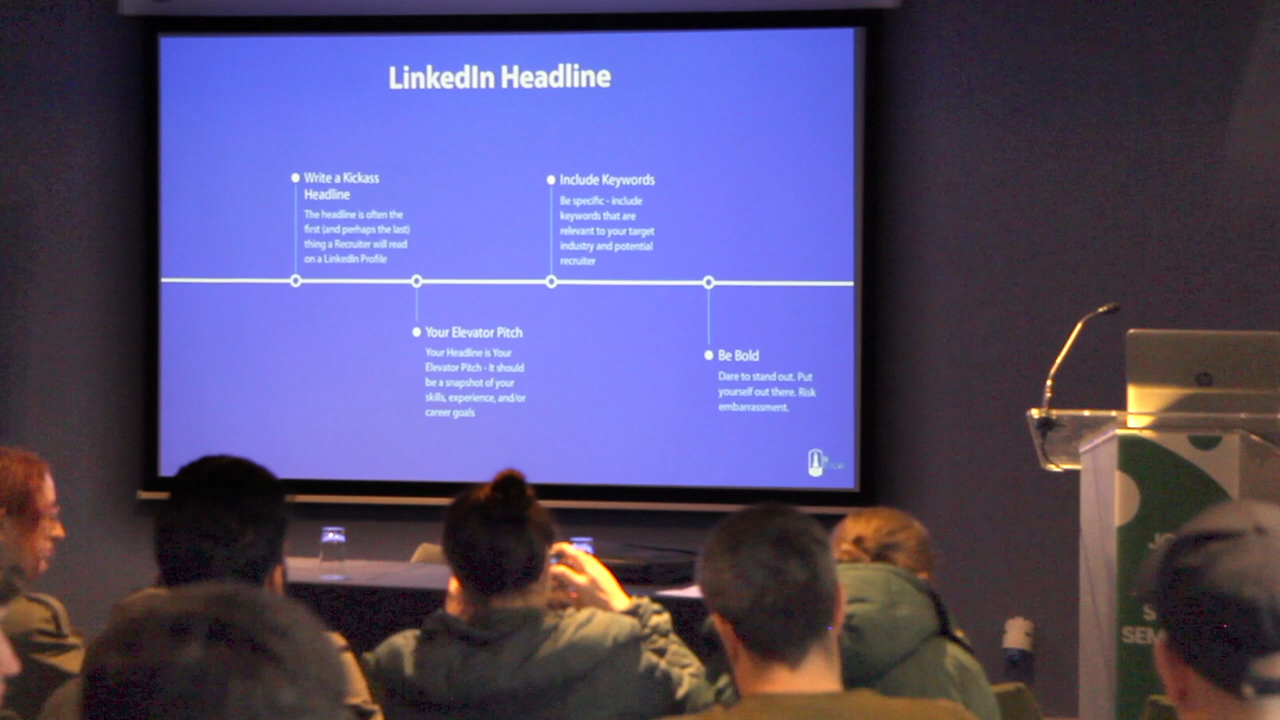 LinkedIn Headline
Write a Kickass
Headline
The headline is often the
first (and perhaps the last)
thing a Recruiter will read
on a LinkedIn Profile
Include Keywords
Be specific - include
keywords that are
relevant to your target
industry and potential
recruiter
Your Elevator Pitch
Your Headline is Your
Elevator Pitch - It should
be a snapshot of your
skills, experience, and/or
career goals
Be Bold
Dare to stand out. Put
yourself out there. Risk
embarrassment.
hp